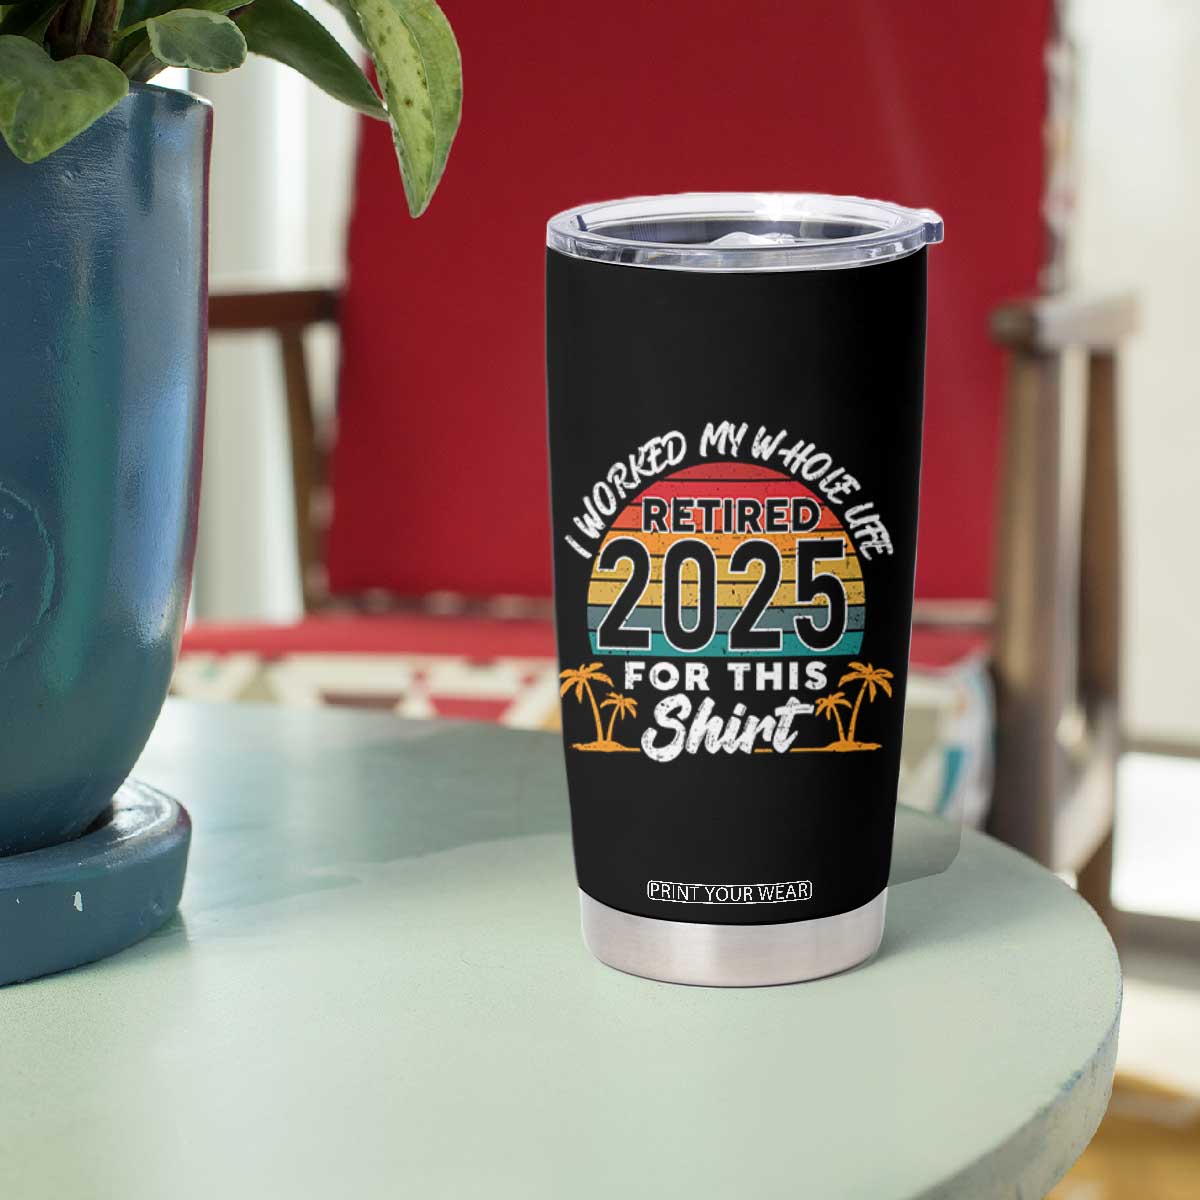 I WORKED MY WHOLE LIFE
RETIRED
2025
FOR THIS
Shirt
PRINT YOUR WEAR